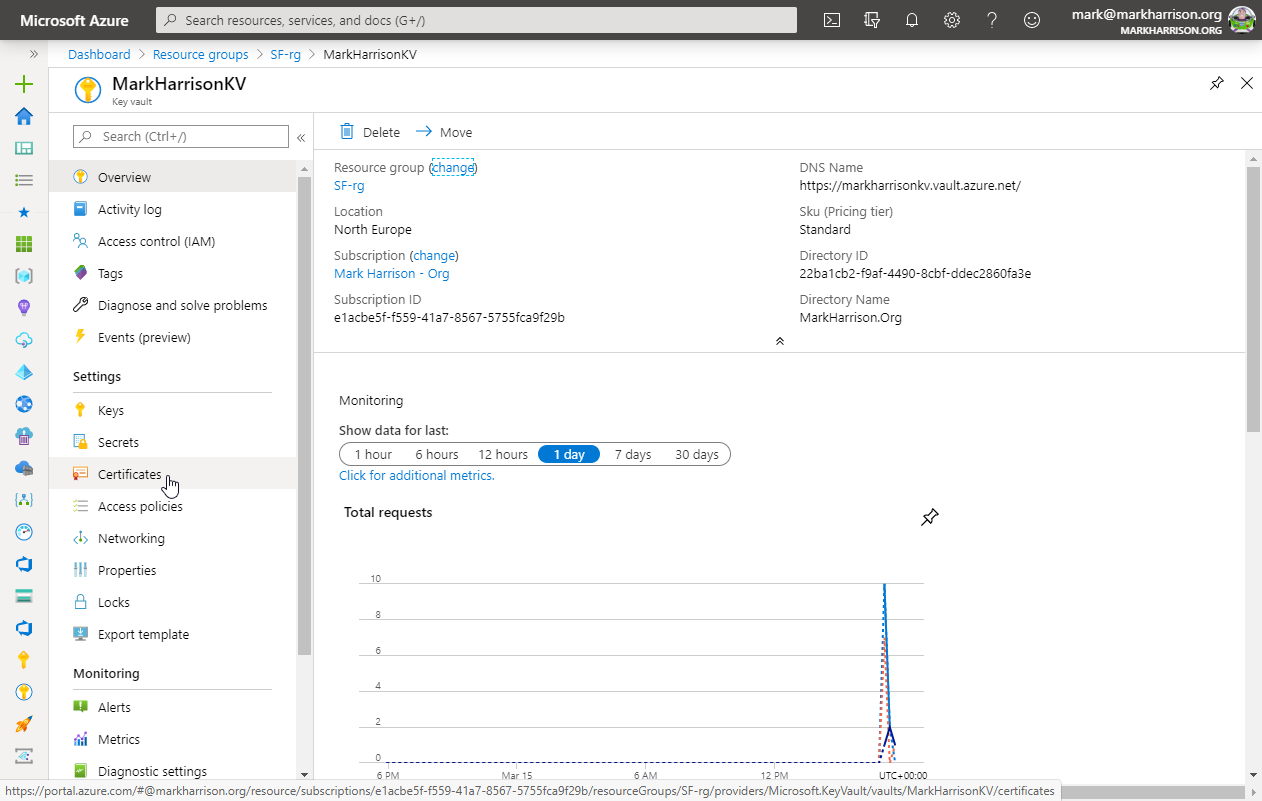 Microsoft Azure
Search resources, services, and docs (G+/)
mark@markharrison.org
MARKHARRISON.ORG
Dashboard > Resource groups > SF-rg > MarkHarrisonKV
MarkHarrisonKV
Key vault
Search (Ctrl+/)
Overview
Activity log
Access control (IAM)
Tags
Diagnose and solve problems
Events (preview)
Settings
Keys
Secrets
Certificates
Access policies
Networking
Properties
Locks
Export template
Monitoring
Alerts
Metrics
Diagnostic settings
Delete Move
Resource group (change)
SF-rg
Location
North Europe
Subscription (change)
Mark Harrison - Org
Subscription ID
e1acbe5f-f559-41a7-8567-5755fca9f29b
DNS Name
https://markharrisonkv.vault.azure.net/
Sku (Pricing tier)
Standard
Directory ID
22ba1cb2-f9af-4490-8cbf-ddec2860fa3e
Directory Name
MarkHarrison.Org
Monitoring
Show data for last:
1 hour 6 hours 12 hours 1 day 7 days 30 days
Click for additional metrics.
Total requests
10
8
6
4
2
0
6 PM Mar 15 6 AM 12 PM UTC+00:00
https://portal.azure.com/#@markharrison.org/resource/subscriptions/e1acbe5f-f559-41a7-8567-5755fca9f29b/resourceGroups/SF-rg/providers/Microsoft.KeyVault/vaults/MarkHarrisonKV/certificates